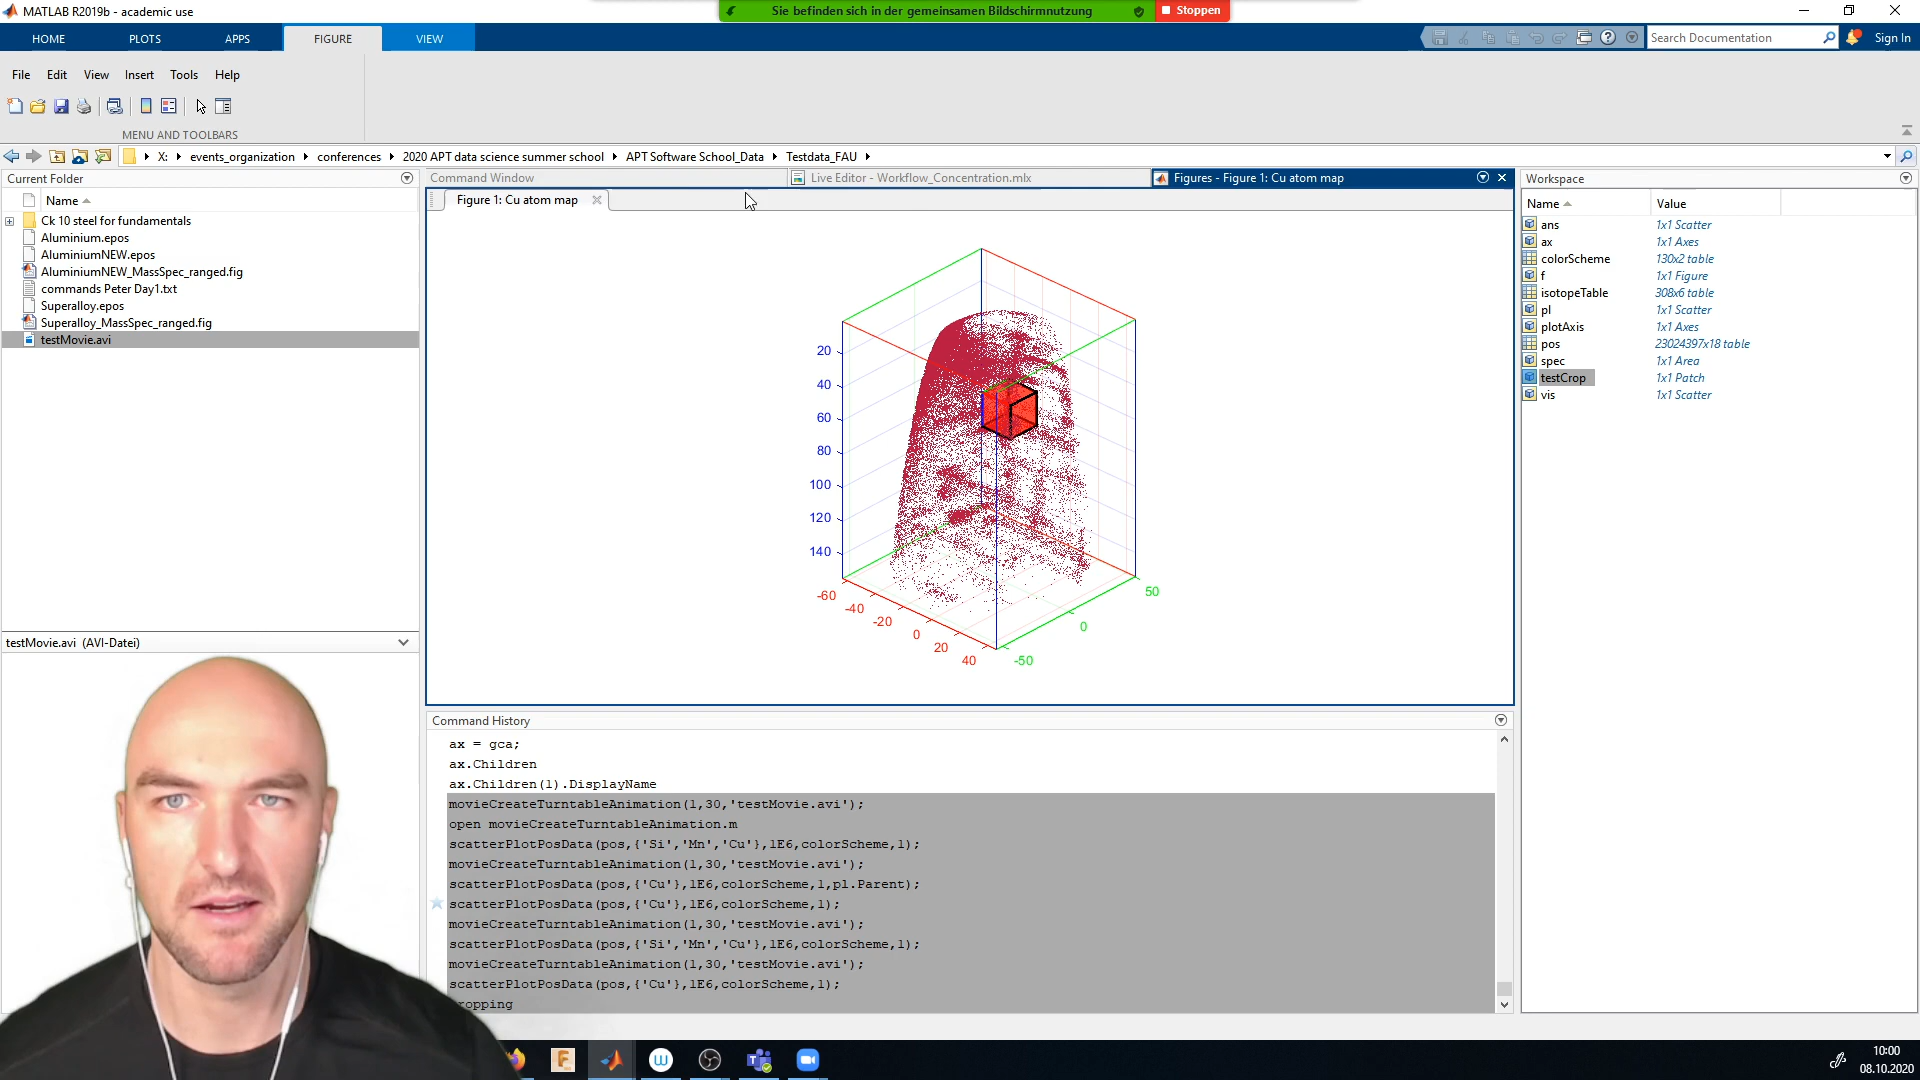 MATLAB R2019b - academic use
Sie befinden sich in der gemeinsamen Bildschirmnutzung
Stoppen
HOME PLOTS APPS FIGURE VIEW
Search Documentation
Sign In
File Edit View Insert Tools Help
MENU AND TOOLBARS
X: events_organization conferences 2020 APT data science summer school APT Software School_Data Testdata_FAU
Current Folder
Name
Ck 10 steel for fundamentals
Aluminium.epos
AluminiumNEW.epos
AluminiumNEW_MassSpec_ranged.fig
commands Peter Day1.txt
Superalloy.epos
Superalloy_MassSpec_ranged.fig
testMovie.avi
testMovie.avi (AVI-Datei)
Command Window
Live Editor - Workflow_Concentration.mlx
Figures - Figure 1: Cu atom map
Figure 1: Cu atom map
20
40
60
80
100
120
140
-60
-40
-20
0
20
40
-50
0
50
Command History
ax = gca;
ax.Children
ax.Children(1).DisplayName
movieCreateTurntableAnimation(1,30,'testMovie.avi');
open movieCreateTurntableAnimation.m
scatterPlotPosData(pos,{'Si','Mn','Cu'},1E6,colorScheme,1);
movieCreateTurntableAnimation(1,30,'testMovie.avi');
scatterPlotPosData(pos,{'Cu'},1E6,colorScheme,1,pl.Parent);
scatterPlotPosData(pos,{'Cu'},1E6,colorScheme,1);
movieCreateTurntableAnimation(1,30,'testMovie.avi');
scatterPlotPosData(pos,{'Si','Mn','Cu'},1E6,colorScheme,1);
movieCreateTurntableAnimation(1,30,'testMovie.avi');
scatterPlotPosData(pos,{'Cu'},1E6,colorScheme,1);
ropping
Workspace
Name Value
ans 1x1 Scatter
ax 1x1 Axes
colorScheme 130x2 table
f 1x1 Figure
isotopeTable 308x6 table
pl 1x1 Scatter
plotAxis 1x1 Axes
pos 23024397x18 table
spec 1x1 Area
testCrop 1x1 Patch
vis 1x1 Scatter
10:00
08.10.2020